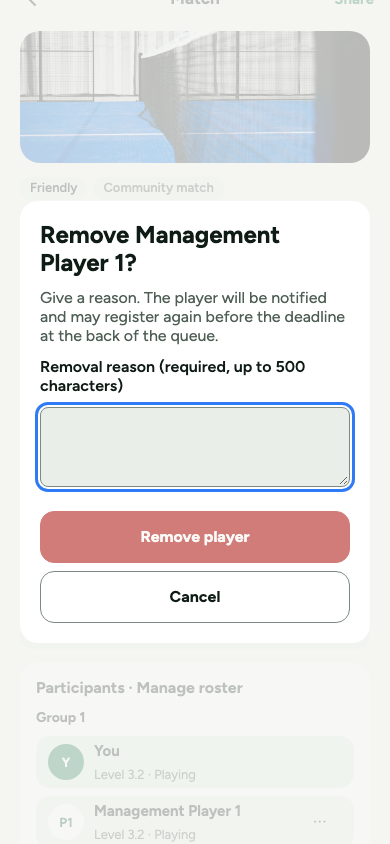 Match
Share
Friendly
Community match
Remove Management
Player 1?
Give a reason. The player will be notified
and may register again before the deadline
at the back of the queue.
Removal reason (required, up to 500
characters)
Remove player
Cancel
Participants · Manage roster
Group 1
Y
You
Level 3.2 · Playing
P1
Management Player 1
Level 3.2 · Playing
...